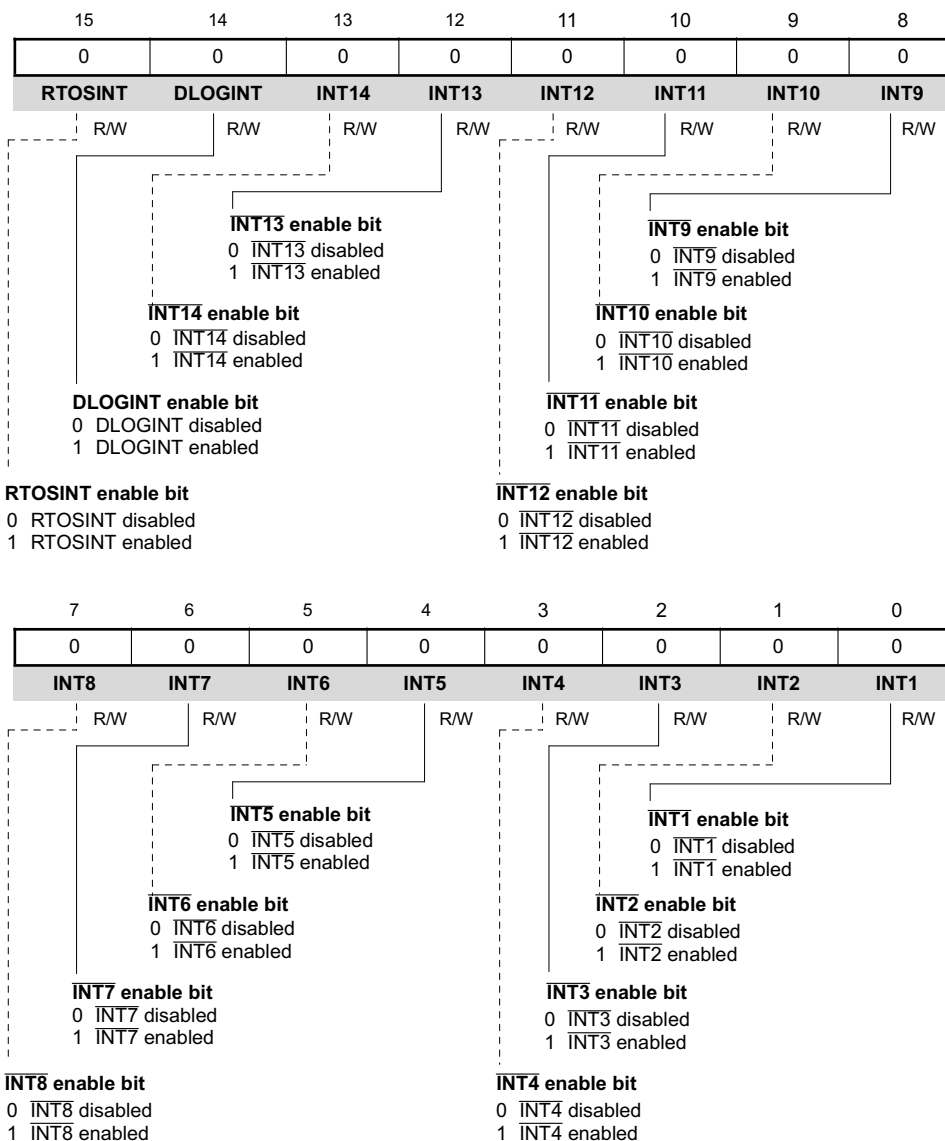 15 14 13 12 11 10 9 8
0 0 0 0 0 0 0 0
RTOSINT DLOGINT INT14 INT13 INT12 INT11 INT10 INT9
R/W R/W R/W R/W R/W R/W R/W R/W
INT13 enable bit
0 INT13 disabled
1 INT13 enabled
INT9 enable bit
0 INT9 disabled
1 INT9 enabled
INT14 enable bit
0 INT14 disabled
1 INT14 enabled
INT10 enable bit
0 INT10 disabled
1 INT10 enabled
DLOGINT enable bit
0 DLOGINT disabled
1 DLOGINT enabled
INT11 enable bit
0 INT11 disabled
1 INT11 enabled
RTOSINT enable bit
0 RTOSINT disabled
1 RTOSINT enabled
INT12 enable bit
0 INT12 disabled
1 INT12 enabled
7 6 5 4 3 2 1 0
0 0 0 0 0 0 0 0
INT8 INT7 INT6 INT5 INT4 INT3 INT2 INT1
R/W R/W R/W R/W R/W R/W R/W R/W
INT5 enable bit
0 INT5 disabled
1 INT5 enabled
INT1 enable bit
0 INT1 disabled
1 INT1 enabled
INT6 enable bit
0 INT6 disabled
1 INT6 enabled
INT2 enable bit
0 INT2 disabled
1 INT2 enabled
INT7 enable bit
0 INT7 disabled
1 INT7 enabled
INT3 enable bit
0 INT3 disabled
1 INT3 enabled
INT8 enable bit
0 INT8 disabled
1 INT8 enabled
INT4 enable bit
0 INT4 disabled
1 INT4 enabled